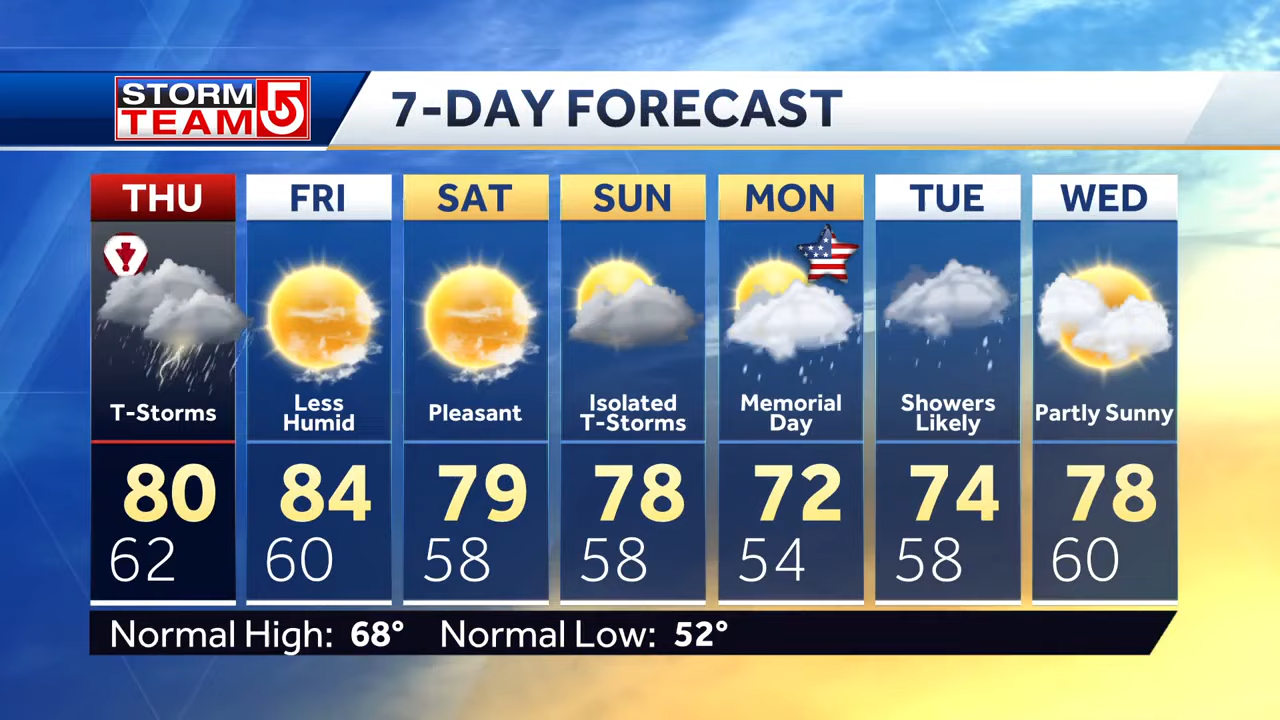 STORM
TEAM 5
7-DAY FORECAST
THU
FRI
SAT
SUN
MON
TUE
WED
T-Storms
Less
Humid
Pleasant
Isolated
T-Storms
Memorial
Day
Showers
Likely
Partly Sunny
80
84
79
78
72
74
78
62
60
58
58
54
58
60
Normal High: 68° Normal Low: 52°